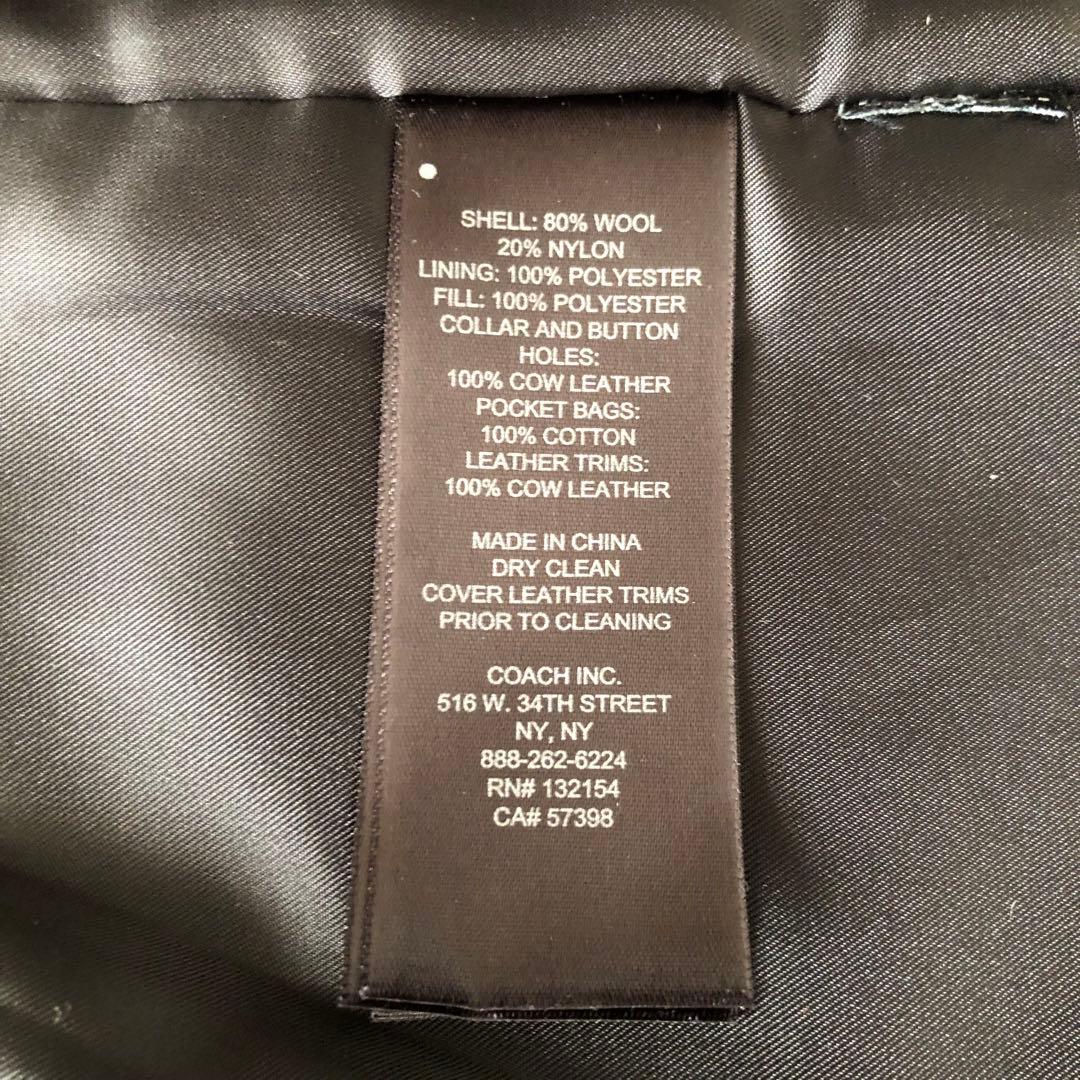 SHELL: 80% WOOL
20% NYLON
LINING: 100% POLYESTER
FILL: 100% POLYESTER
COLLAR AND BUTTON
HOLES:
100% COW LEATHER
POCKET BAGS:
100% COTTON
LEATHER TRIMS:
100% COW LEATHER
MADE IN CHINA
DRY CLEAN
COVER LEATHER TRIMS
PRIOR TO CLEANING
COACH INC.
516 W. 34TH STREET
NY, NY
888-262-6224
RN# 132154
CA# 57398